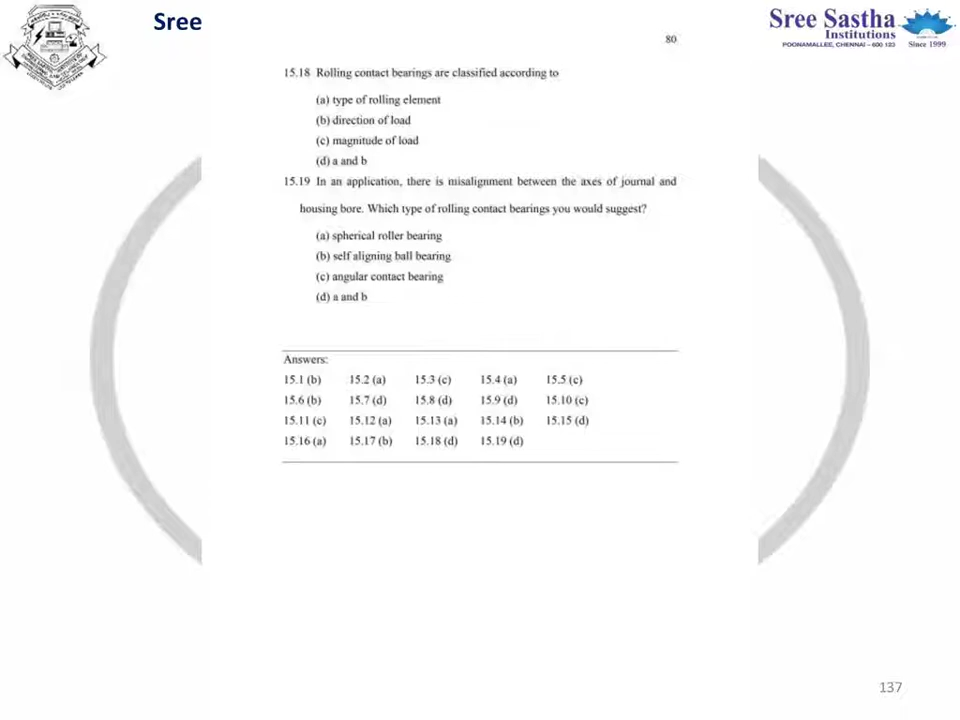 Sree
Sree Sastha
Institutions
POONAMALLEE, CHENNAI - 600 123
Since 1999
80
15.18 Rolling contact bearings are classified according to
(a) type of rolling element
(b) direction of load
(c) magnitude of load
(d) a and b
15.19 In an application, there is misalignment between the axes of journal and
housing bore. Which type of rolling contact bearings you would suggest?
(a) spherical roller bearing
(b) self aligning ball bearing
(c) angular contact bearing
(d) a and b
Answers:
15.1 (b) 15.2 (a) 15.3 (c) 15.4 (a) 15.5 (c)
15.6 (b) 15.7 (d) 15.8 (d) 15.9 (d) 15.10 (c)
15.11 (c) 15.12 (a) 15.13 (a) 15.14 (b) 15.15 (d)
15.16 (a) 15.17 (b) 15.18 (d) 15.19 (d)
137